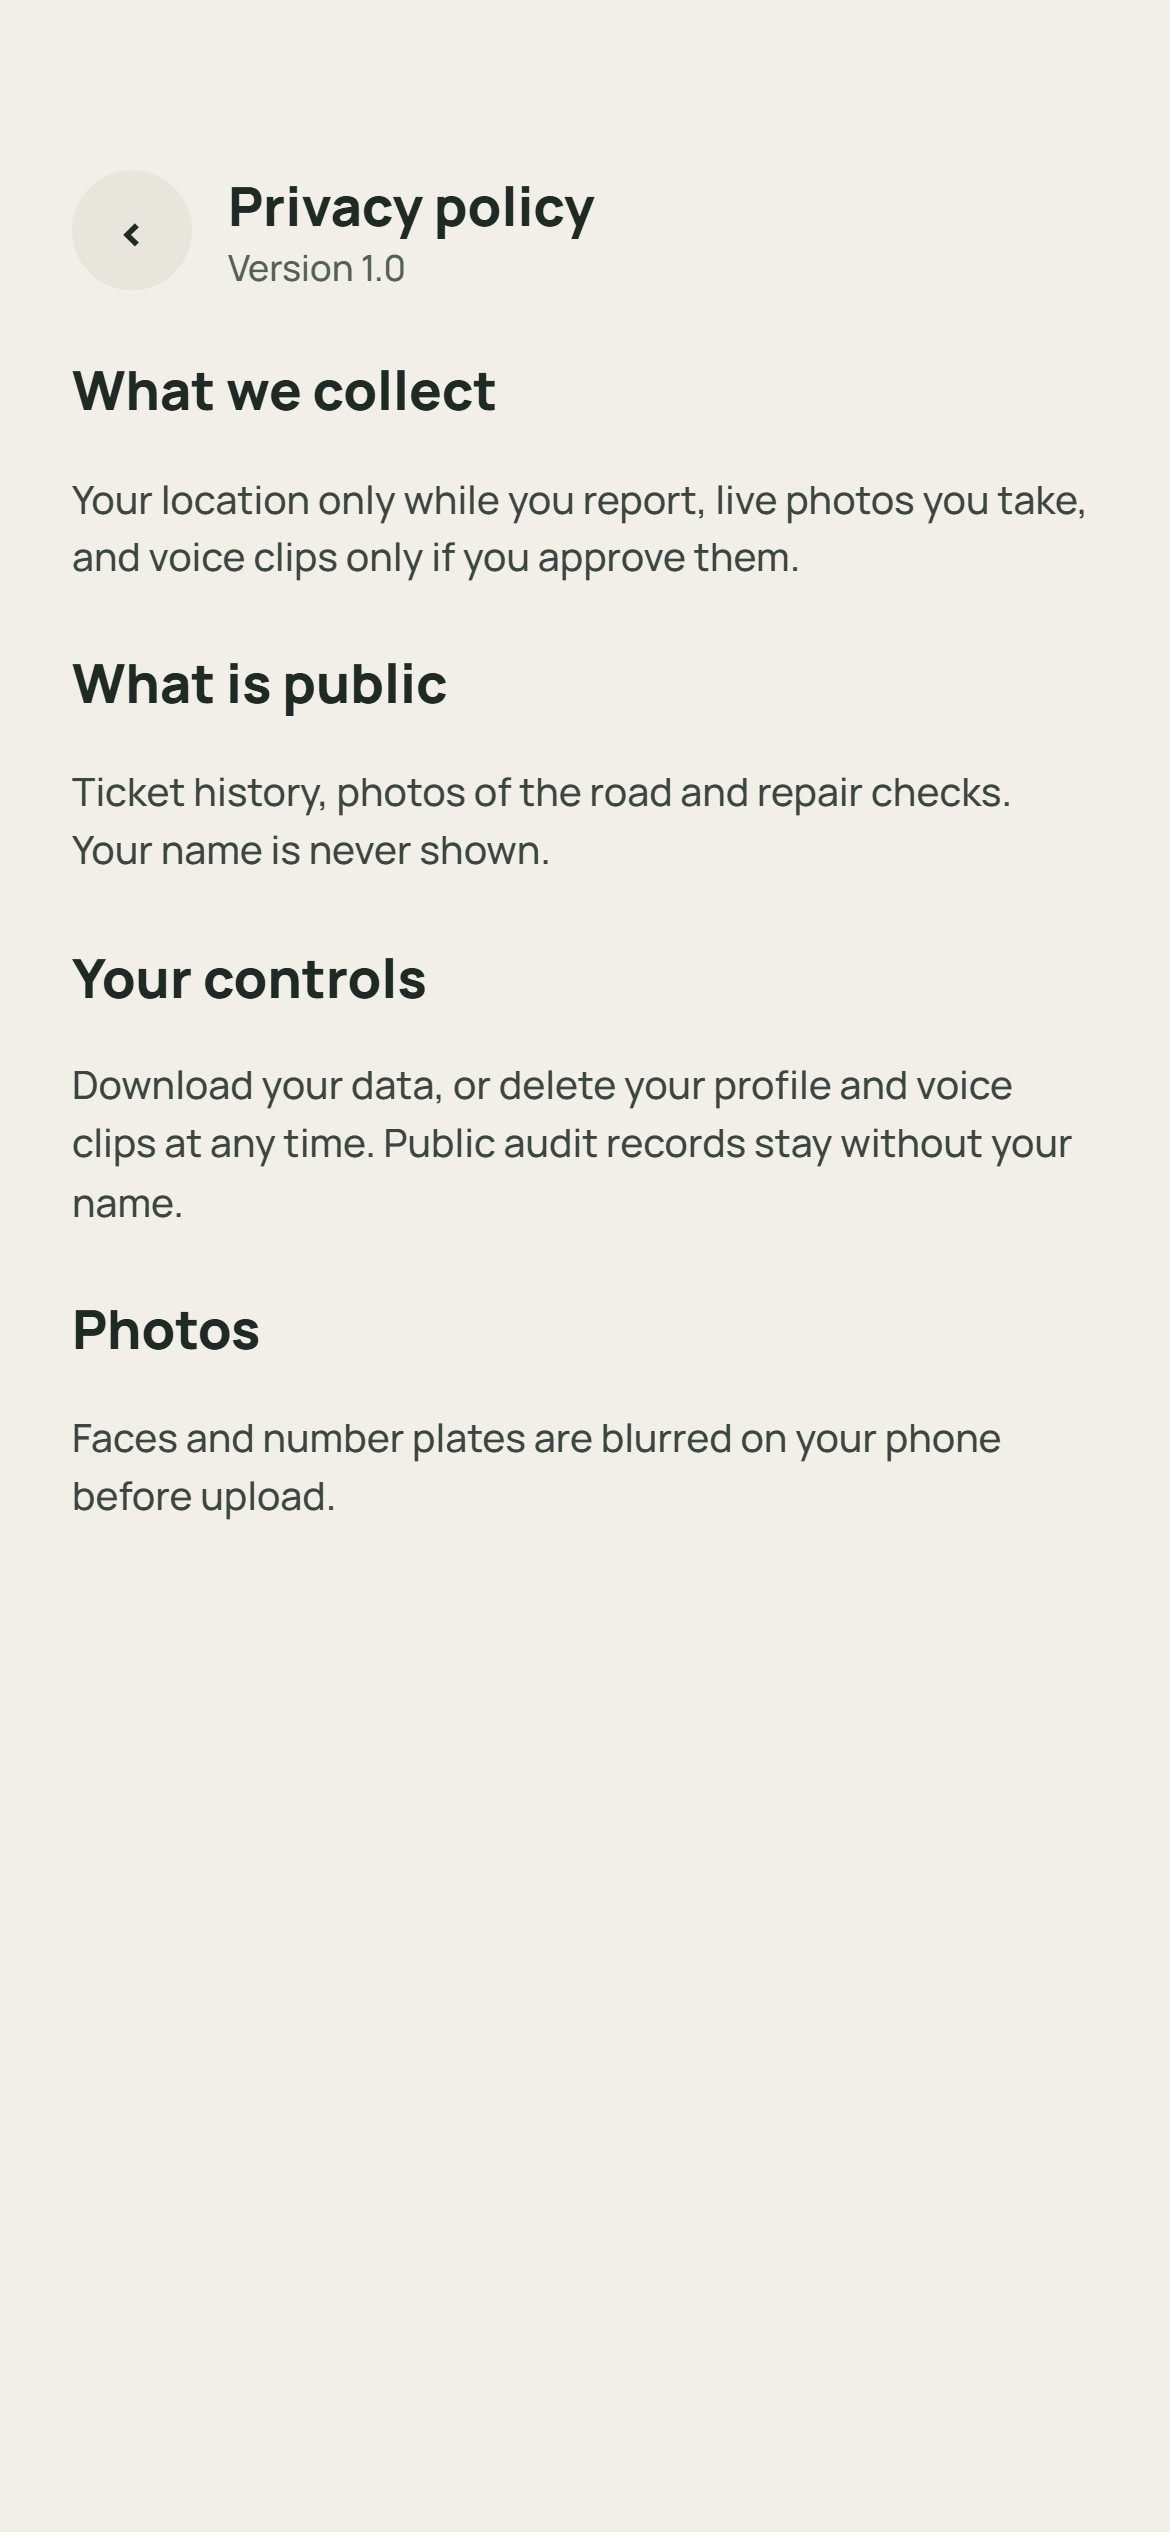 Privacy policy
Version 1.0
What we collect
Your location only while you report, live photos you take,
and voice clips only if you approve them.
What is public
Ticket history, photos of the road and repair checks.
Your name is never shown.
Your controls
Download your data, or delete your profile and voice
clips at any time. Public audit records stay without your
name.
Photos
Faces and number plates are blurred on your phone
before upload.